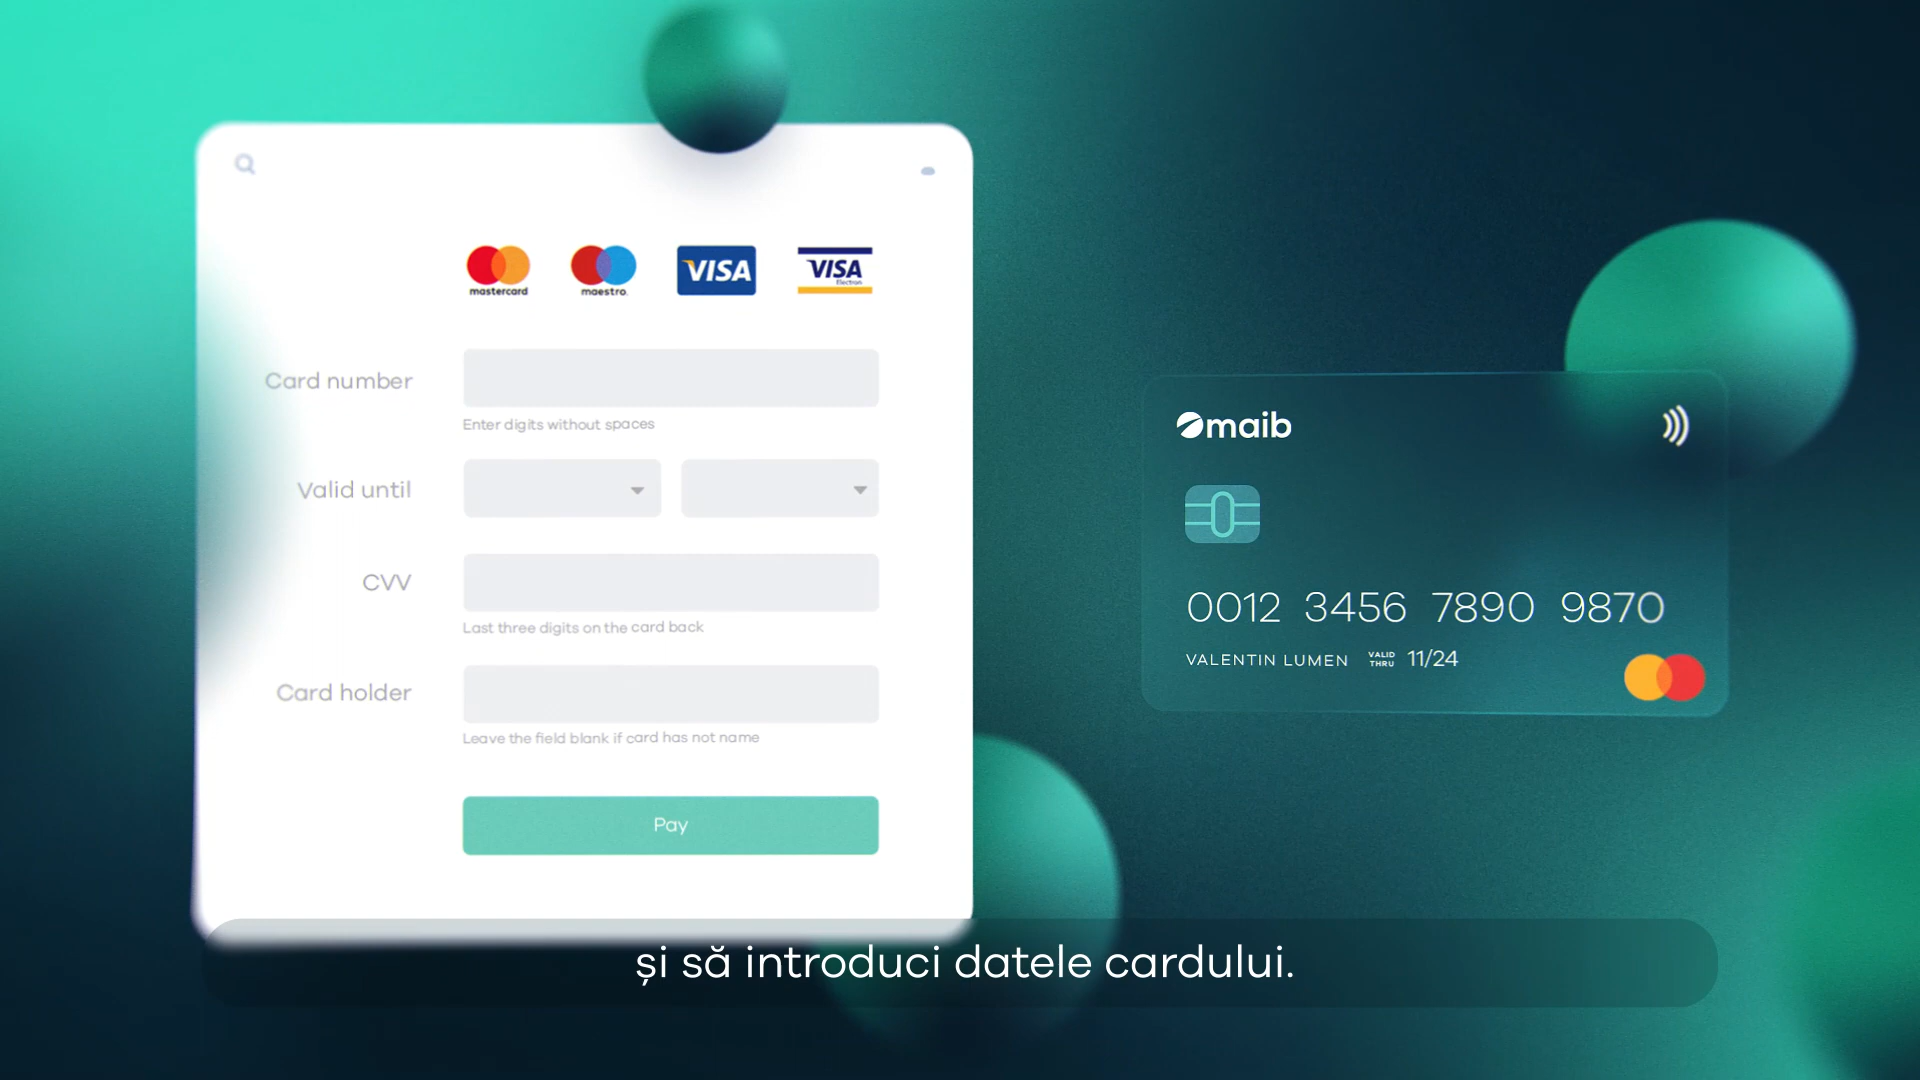 mastercard
maestro.
VISA
VISA
Electron
Card number
Enter digits without spaces
Valid until
CVV
Last three digits on the card back
Card holder
Leave the field blank if card has not name
Pay
maib
0012 3456 7890 9870
VALENTIN LUMEN VALID THRU 11/24
și să introduci datele cardului.